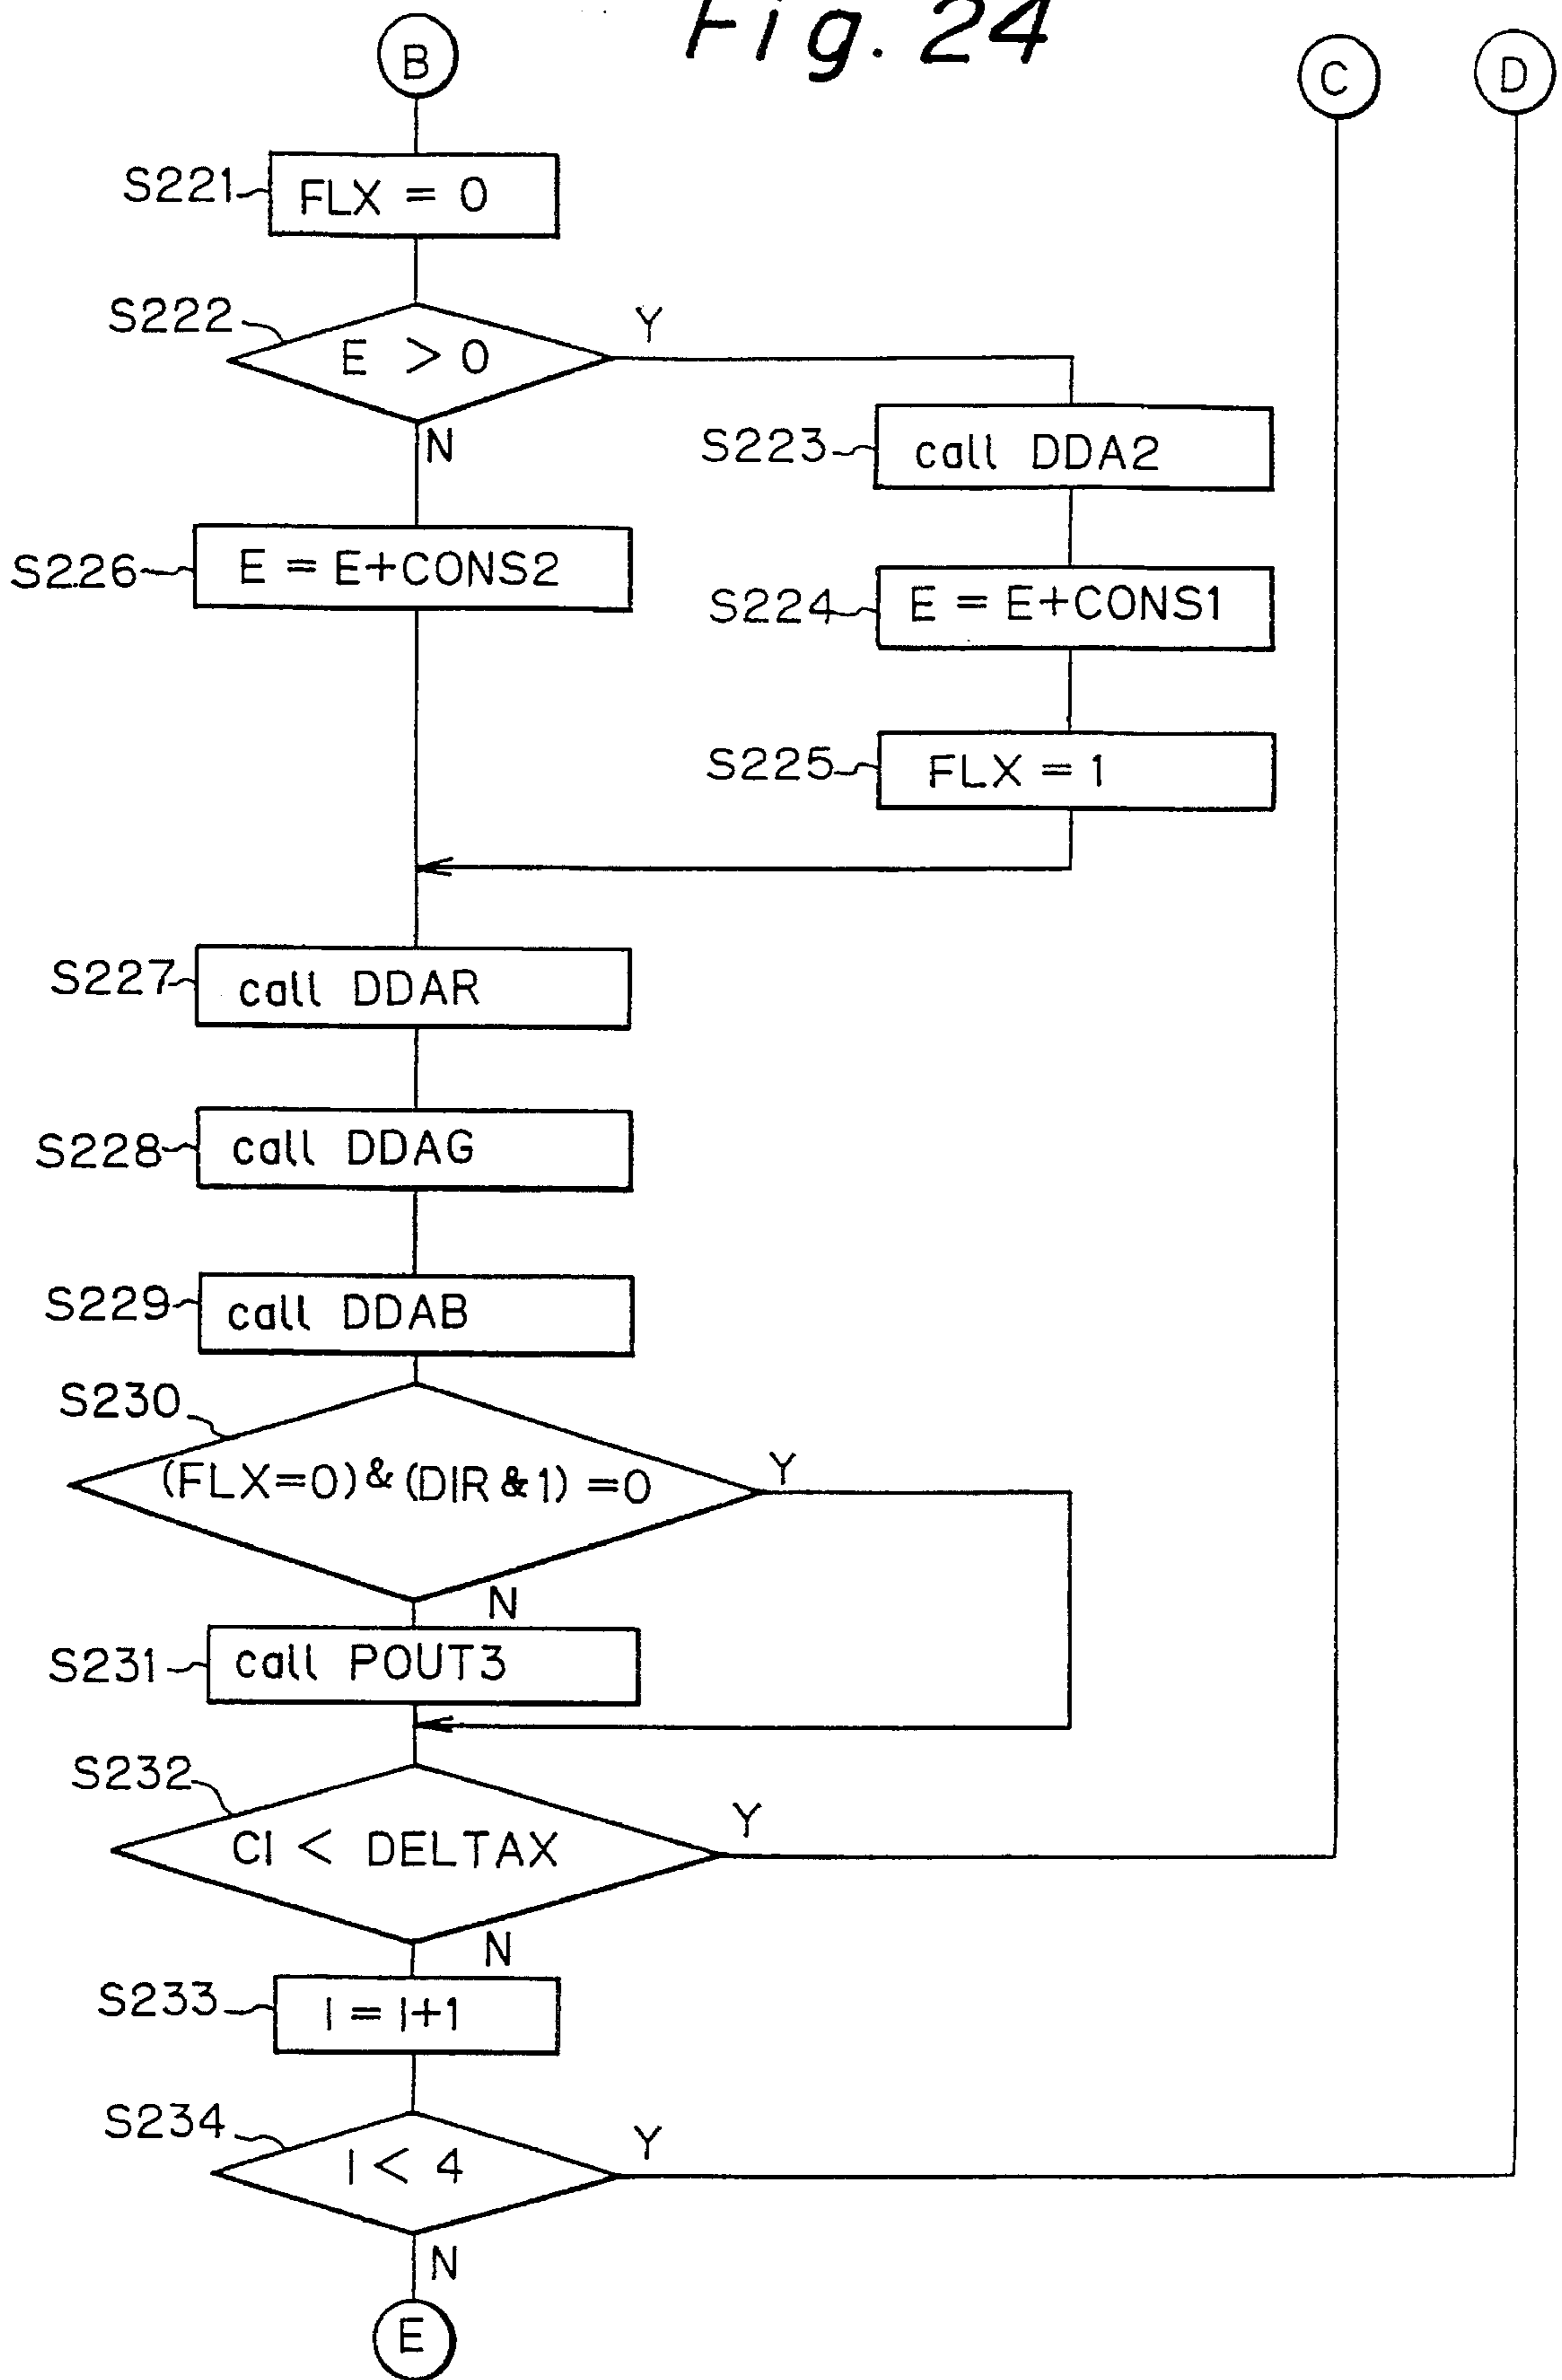 Fig. 24
B
C
D
S221
FLX = 0
S222
E > 0
Y
N
S223
call DDA2
S226
E = E+CONS2
S224
E = E+CONS1
S225
FLX = 1
S227
call DDAR
S228
call DDAG
S229
call DDAB
S230
(FLX=0) & (DIR & 1) =0
Y
N
S231
call POUT3
S232
CI < DELTAX
Y
N
S233
I = I+1
S234
I < 4
Y
N
E